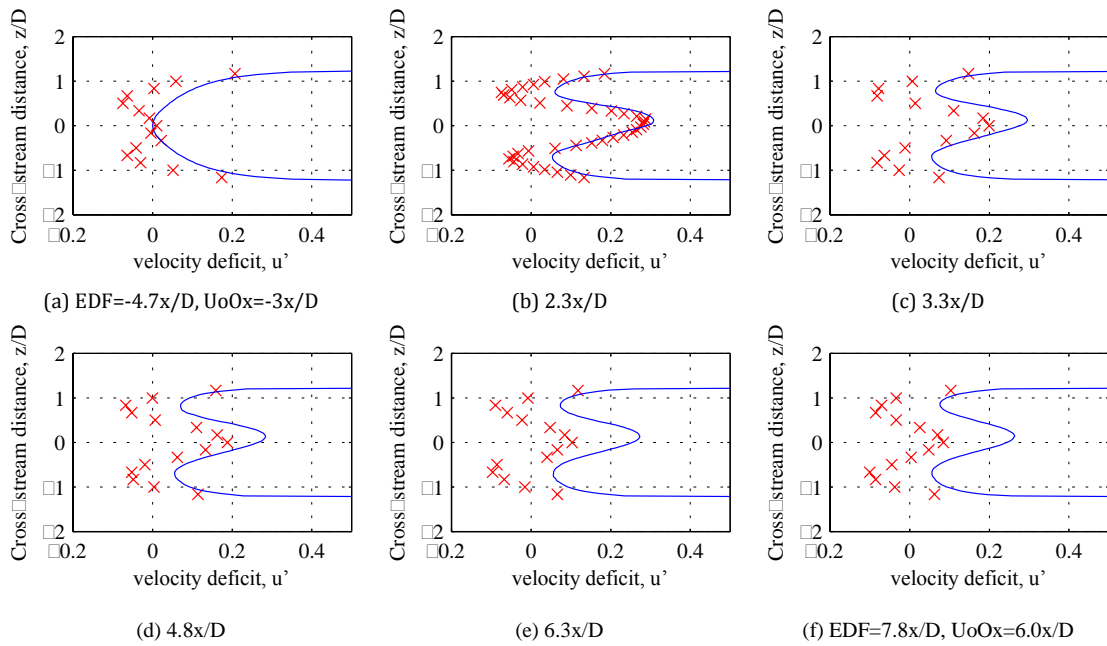 Cross□stream distance, z/D
2
1
0
□1
□2
□0.2 0 0.2 0.4
velocity deficit, u’
(a) EDF=-4.7x/D, UoOx=-3x/D
Cross□stream distance, z/D
2
1
0
□1
□2
□0.2 0 0.2 0.4
velocity deficit, u’
(b) 2.3x/D
Cross□stream distance, z/D
2
1
0
□1
□2
□0.2 0 0.2 0.4
velocity deficit, u’
(c) 3.3x/D
Cross□stream distance, z/D
2
1
0
□1
□2
□0.2 0 0.2 0.4
velocity deficit, u’
(d) 4.8x/D
Cross□stream distance, z/D
2
1
0
□1
□2
□0.2 0 0.2 0.4
velocity deficit, u’
(e) 6.3x/D
Cross□stream distance, z/D
2
1
0
□1
□2
□0.2 0 0.2 0.4
velocity deficit, u’
(f) EDF=7.8x/D, UoOx=6.0x/D